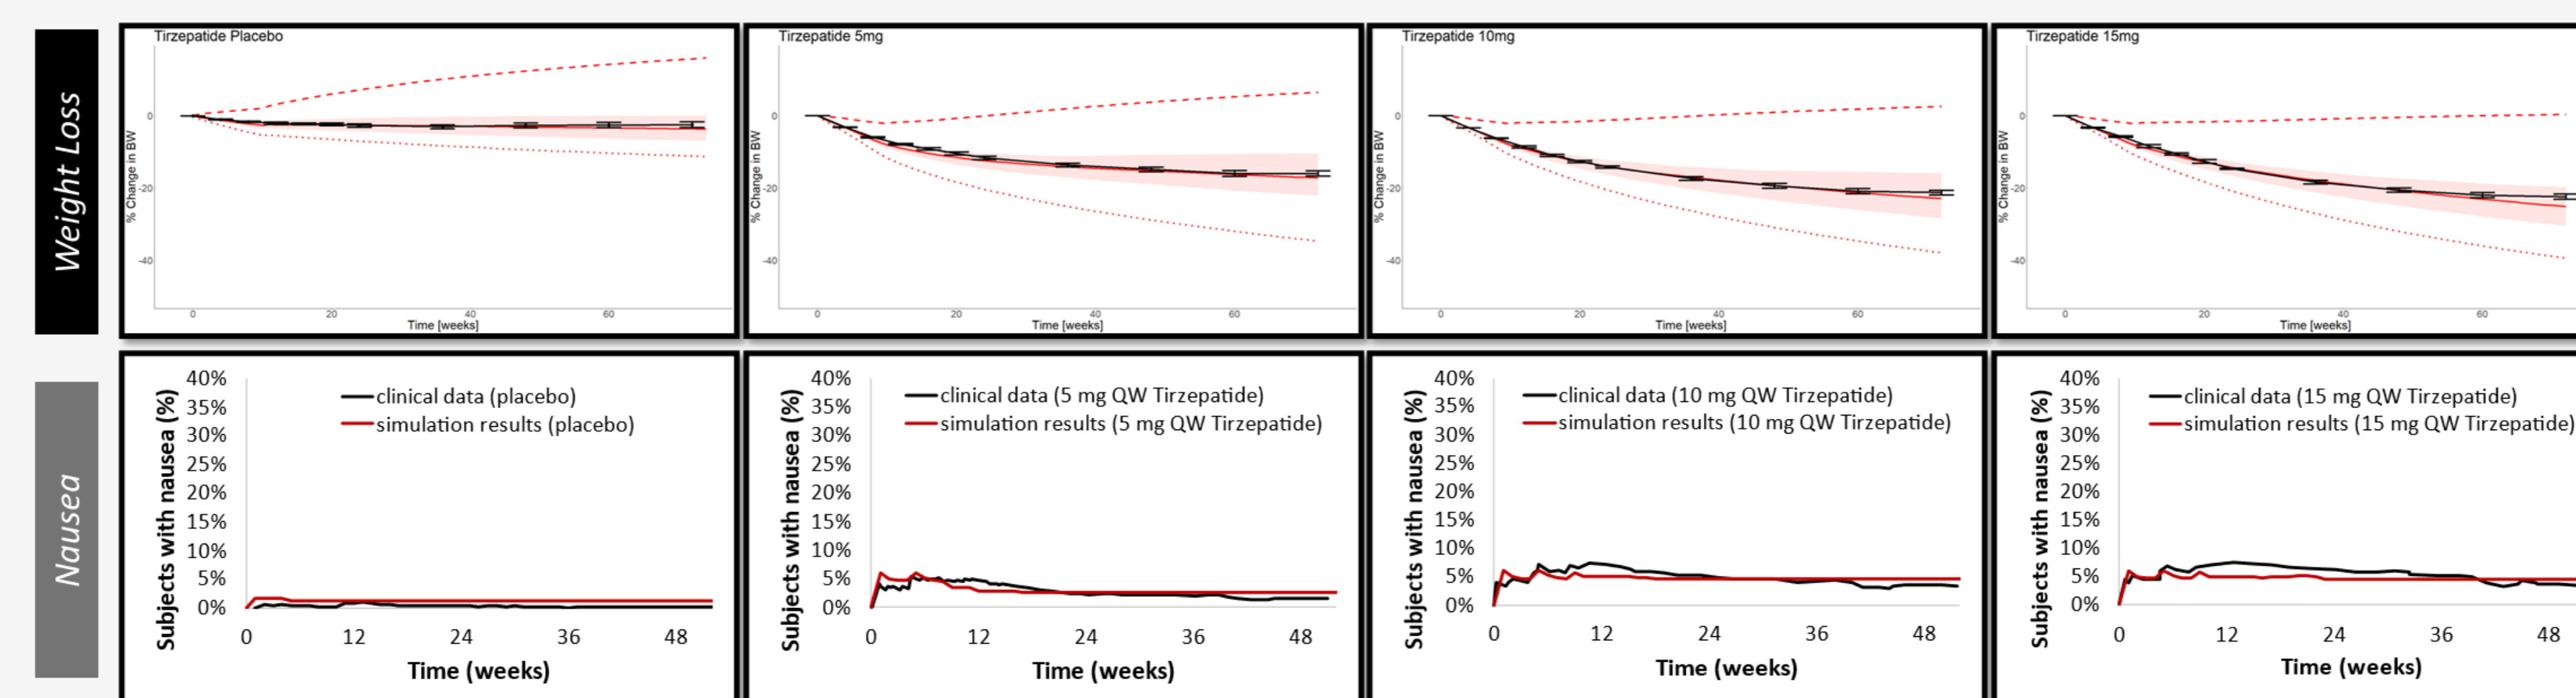 Weight Loss
Tirzepatide Placebo
% Change in BW
0
-20
-40
0
20
40
60
Time [weeks]
Tirzepatide 5mg
% Change in BW
0
-20
-40
0
20
40
60
Time [weeks]
Tirzepatide 10mg
% Change in BW
0
-20
-40
0
20
40
60
Time [weeks]
Tirzepatide 15mg
% Change in BW
0
-20
-40
0
20
40
60
Time [weeks]
Nausea
Subjects with nausea (%)
40%
35%
30%
25%
20%
15%
10%
5%
0%
clinical data (placebo)
simulation results (placebo)
0
12
24
36
48
Time (weeks)
Subjects with nausea (%)
40%
35%
30%
25%
20%
15%
10%
5%
0%
clinical data (5 mg QW Tirzepatide)
simulation results (5 mg QW Tirzepatide)
0
12
24
36
48
Time (weeks)
Subjects with nausea (%)
40%
35%
30%
25%
20%
15%
10%
5%
0%
clinical data (10 mg QW Tirzepatide)
simulation results (10 mg QW Tirzepatide)
0
12
24
36
48
Time (weeks)
Subjects with nausea (%)
40%
35%
30%
25%
20%
15%
10%
5%
0%
clinical data (15 mg QW Tirzepatide)
simulation results (15 mg QW Tirzepatide)
0
12
24
36
48
Time (weeks)